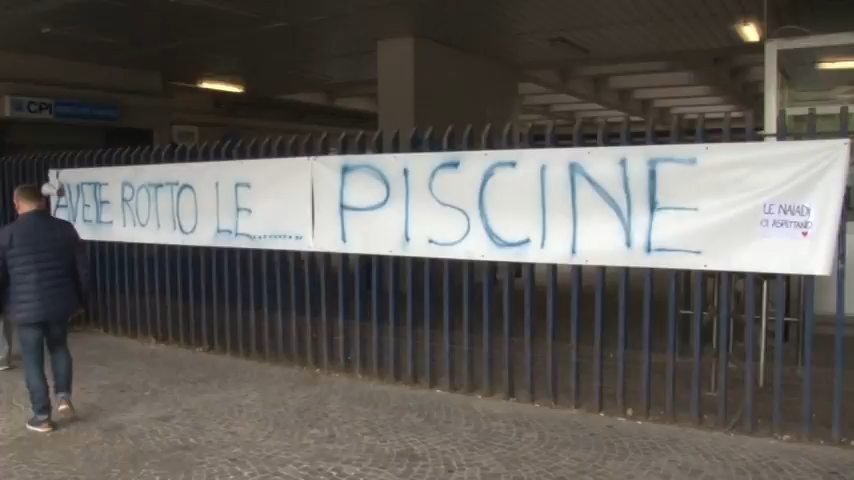 CPI
AVETE ROTTO LE........ PISCINE
LE NAIADI
CI ASPETTANO